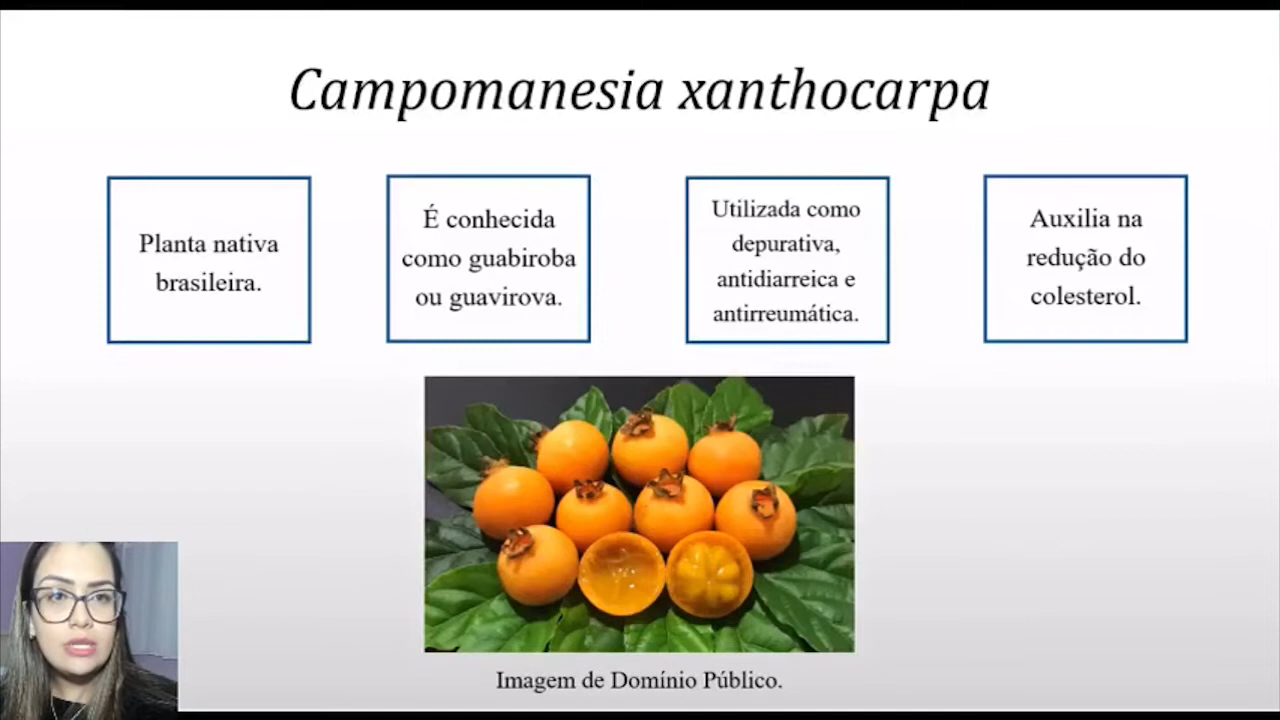 Campomanesia xanthocarpa
Planta nativa
brasileira.
É conhecida
como guabiroba
ou guavirova.
Utilizada como
depurativa,
antidiarreica e
antirreumática.
Auxilia na
redução do
colesterol.
Imagem de Domínio Público.